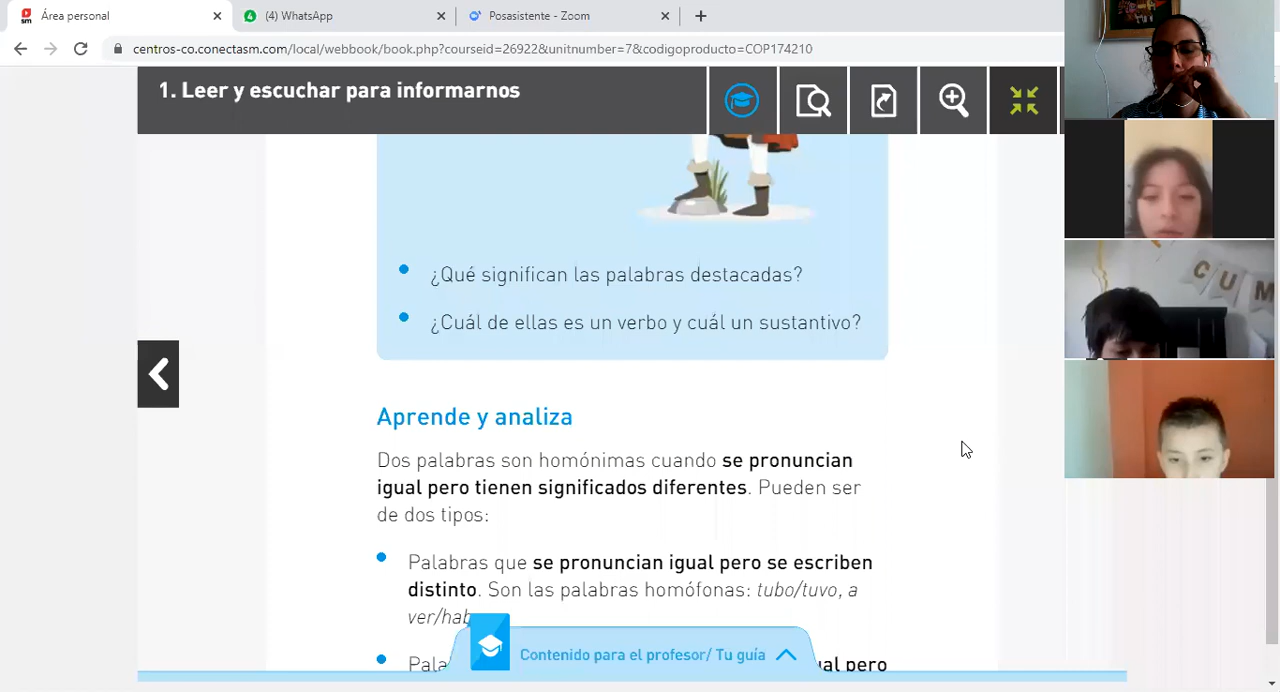 sm
Área personal
4
(4) WhatsApp
Posasistente - Zoom
centros-co.conectasm.com/local/webbook/book.php?courseid=26922&unitnumber=7&codigoproducto=COP174210
1. Leer y escuchar para informarnos
¿Qué significan las palabras destacadas?
¿Cuál de ellas es un verbo y cuál un sustantivo?
Aprende y analiza
Dos palabras son homónimas cuando se pronuncian
igual pero tienen significados diferentes. Pueden ser
de dos tipos:
Palabras que se pronuncian igual pero se escriben
distinto. Son las palabras homófonas: tubo/tuvo, a
ver/hab
Contenido para el profesor/ Tu guía
Pala
ual pero
CUM